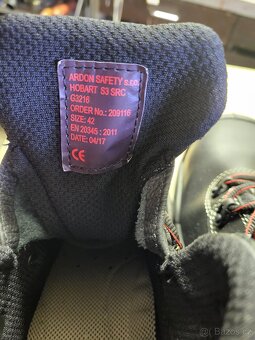 ARDON SAFETY s.r.o.
HOBART S3 SRC
G3216
ORDER No.: 209116
SIZE: 42
EN 20345 : 2011
DATE: 04/17
CE
Bazos.cz